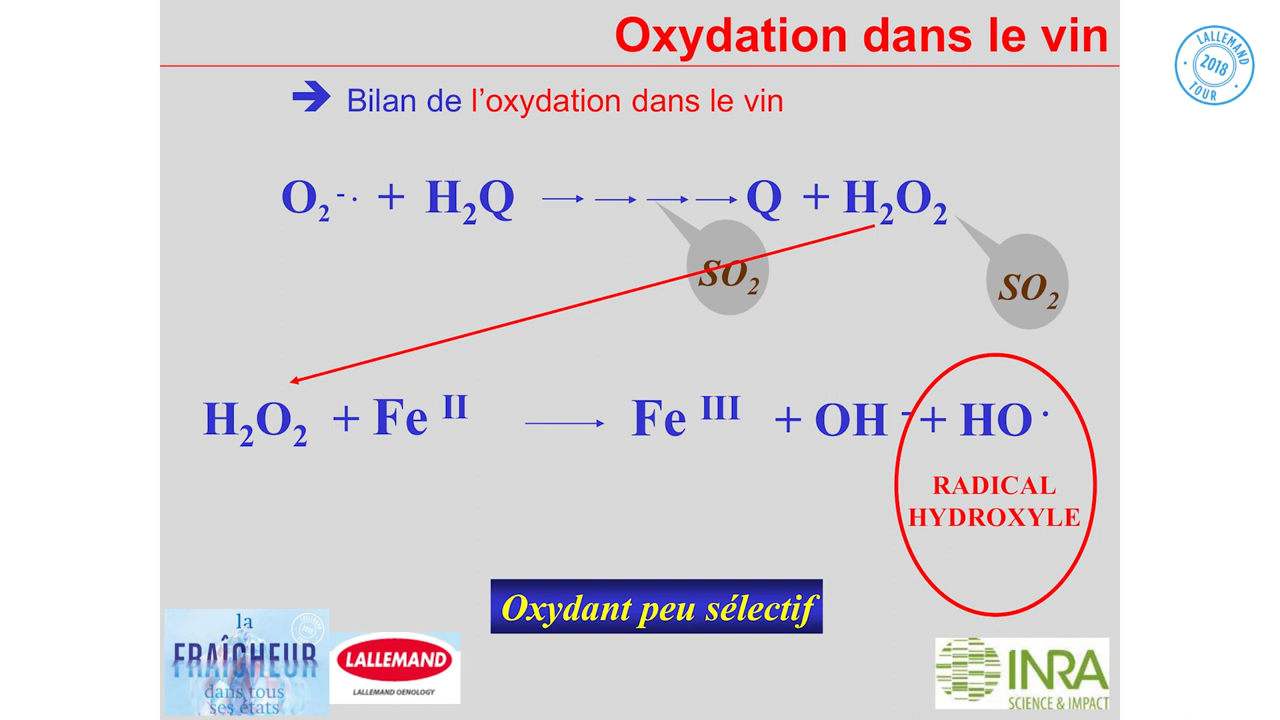 Oxydation dans le vin
LALLEMAND
2018
TOUR
➔ Bilan de l’oxydation dans le vin
O₂⁻· + H₂Q → → → → Q + H₂O₂
SO₂
SO₂
H₂O₂ + Fe II → Fe III + OH⁻ + HO·
RADICAL
HYDROXYLE
Oxydant peu sélectif
la
FRAÎCHEUR
dans tous
ses états
LALLEMAND
LALLEMAND OENOLOGY
INRA
SCIENCE & IMPACT